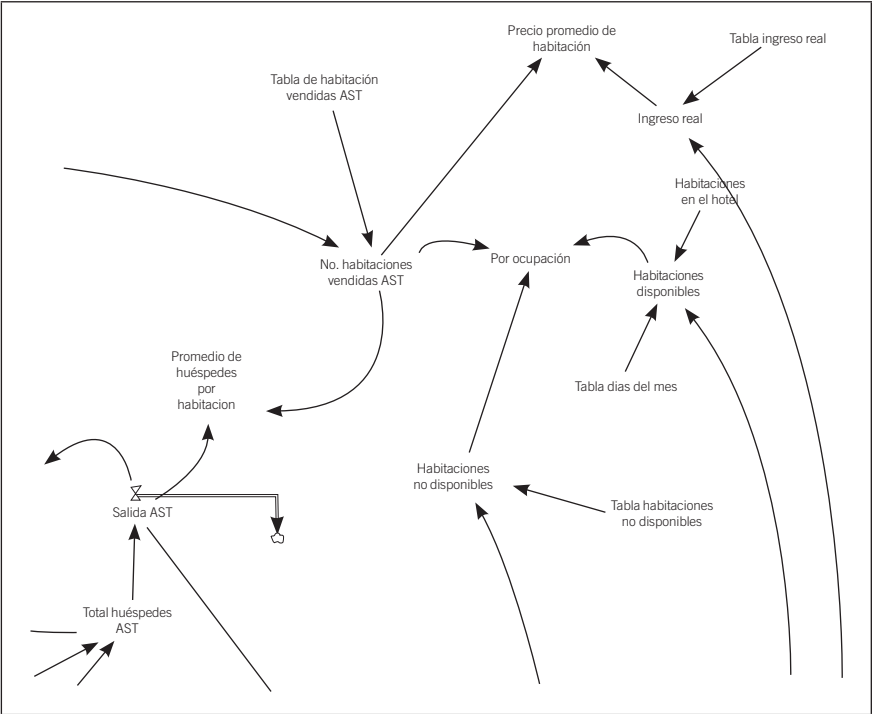 Precio promedio de
habitación
Tabla ingreso real
Tabla de habitación
vendidas AST
Ingreso real
Habitaciones
en el hotel
No. habitaciones
vendidas AST
Por ocupación
Habitaciones
disponibles
Promedio de
huéspedes
por
habitacion
Tabla dias del mes
Habitaciones
no disponibles
Tabla habitaciones
no disponibles
Salida AST
Total huéspedes
AST